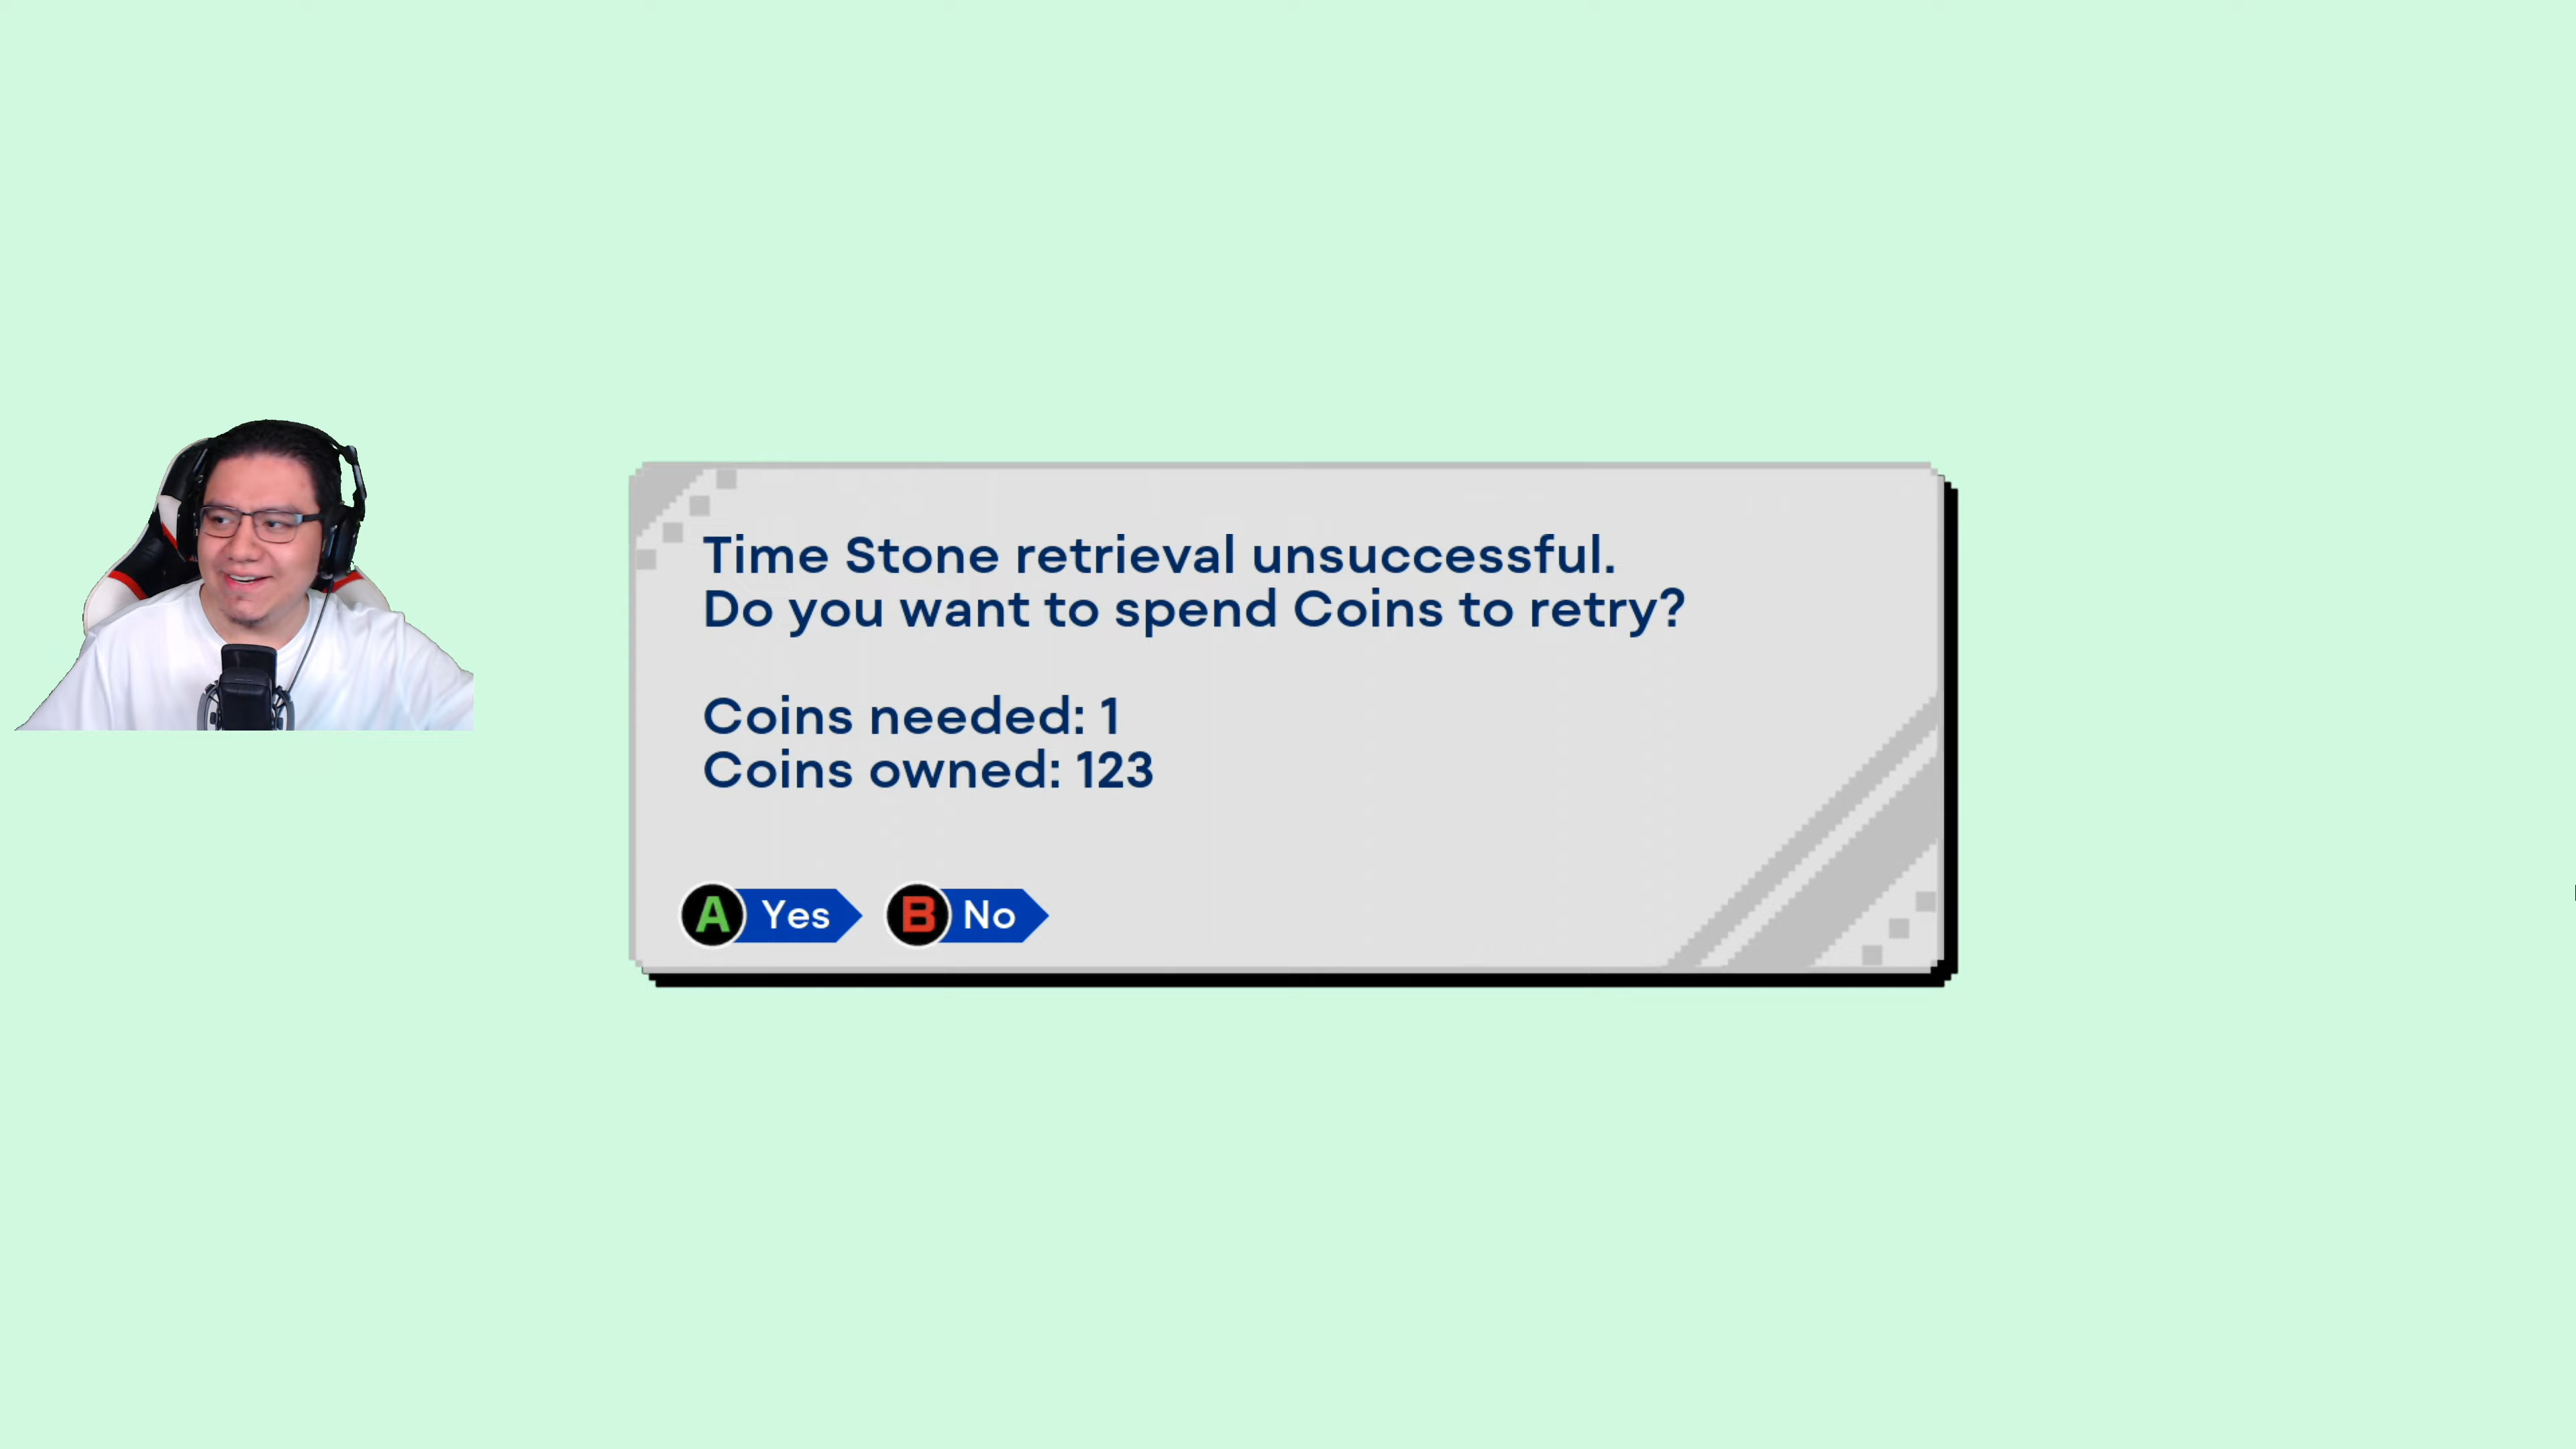 Time Stone retrieval unsuccessful.
Do you want to spend Coins to retry?
Coins needed: 1
Coins owned: 123
A Yes B No